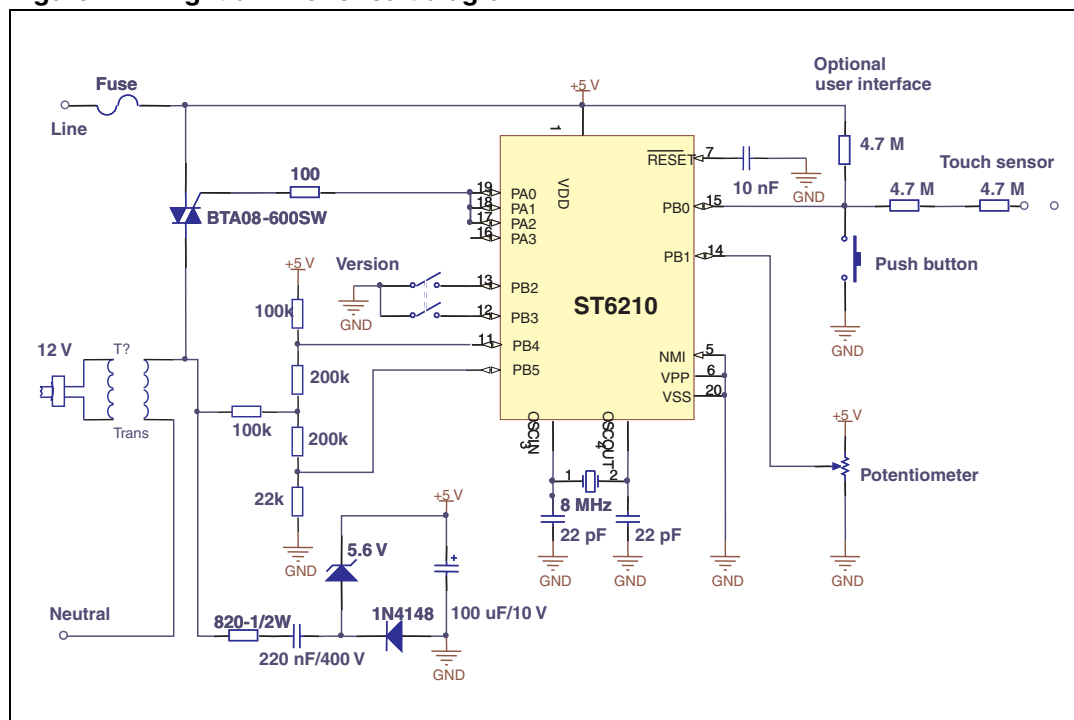 Fuse
Line
+5 V
Optional
user interface
4.7 M
Touch sensor
4.7 M
4.7 M
Push button
GND
1
VDD
7
RESET
10 nF
GND
15
PB0
14
PB1
100
BTA08-600SW
19
PA0
18
PA1
17
PA2
16
PA3
Version
GND
13
PB2
12
PB3
11
PB4
PB5
ST6210
NMI
5
VPP
6
VSS
20
+5 V
100k
200k
100k
200k
22k
GND
12 V
T?
Trans
OSCIN
3
OSCOUT
4
1
2
8 MHz
22 pF
22 pF
GND
GND
GND
+5 V
Potentiometer
GND
+5 V
5.6 V
100 uF/10 V
1N4148
GND
Neutral
820-1/2W
220 nF/400 V